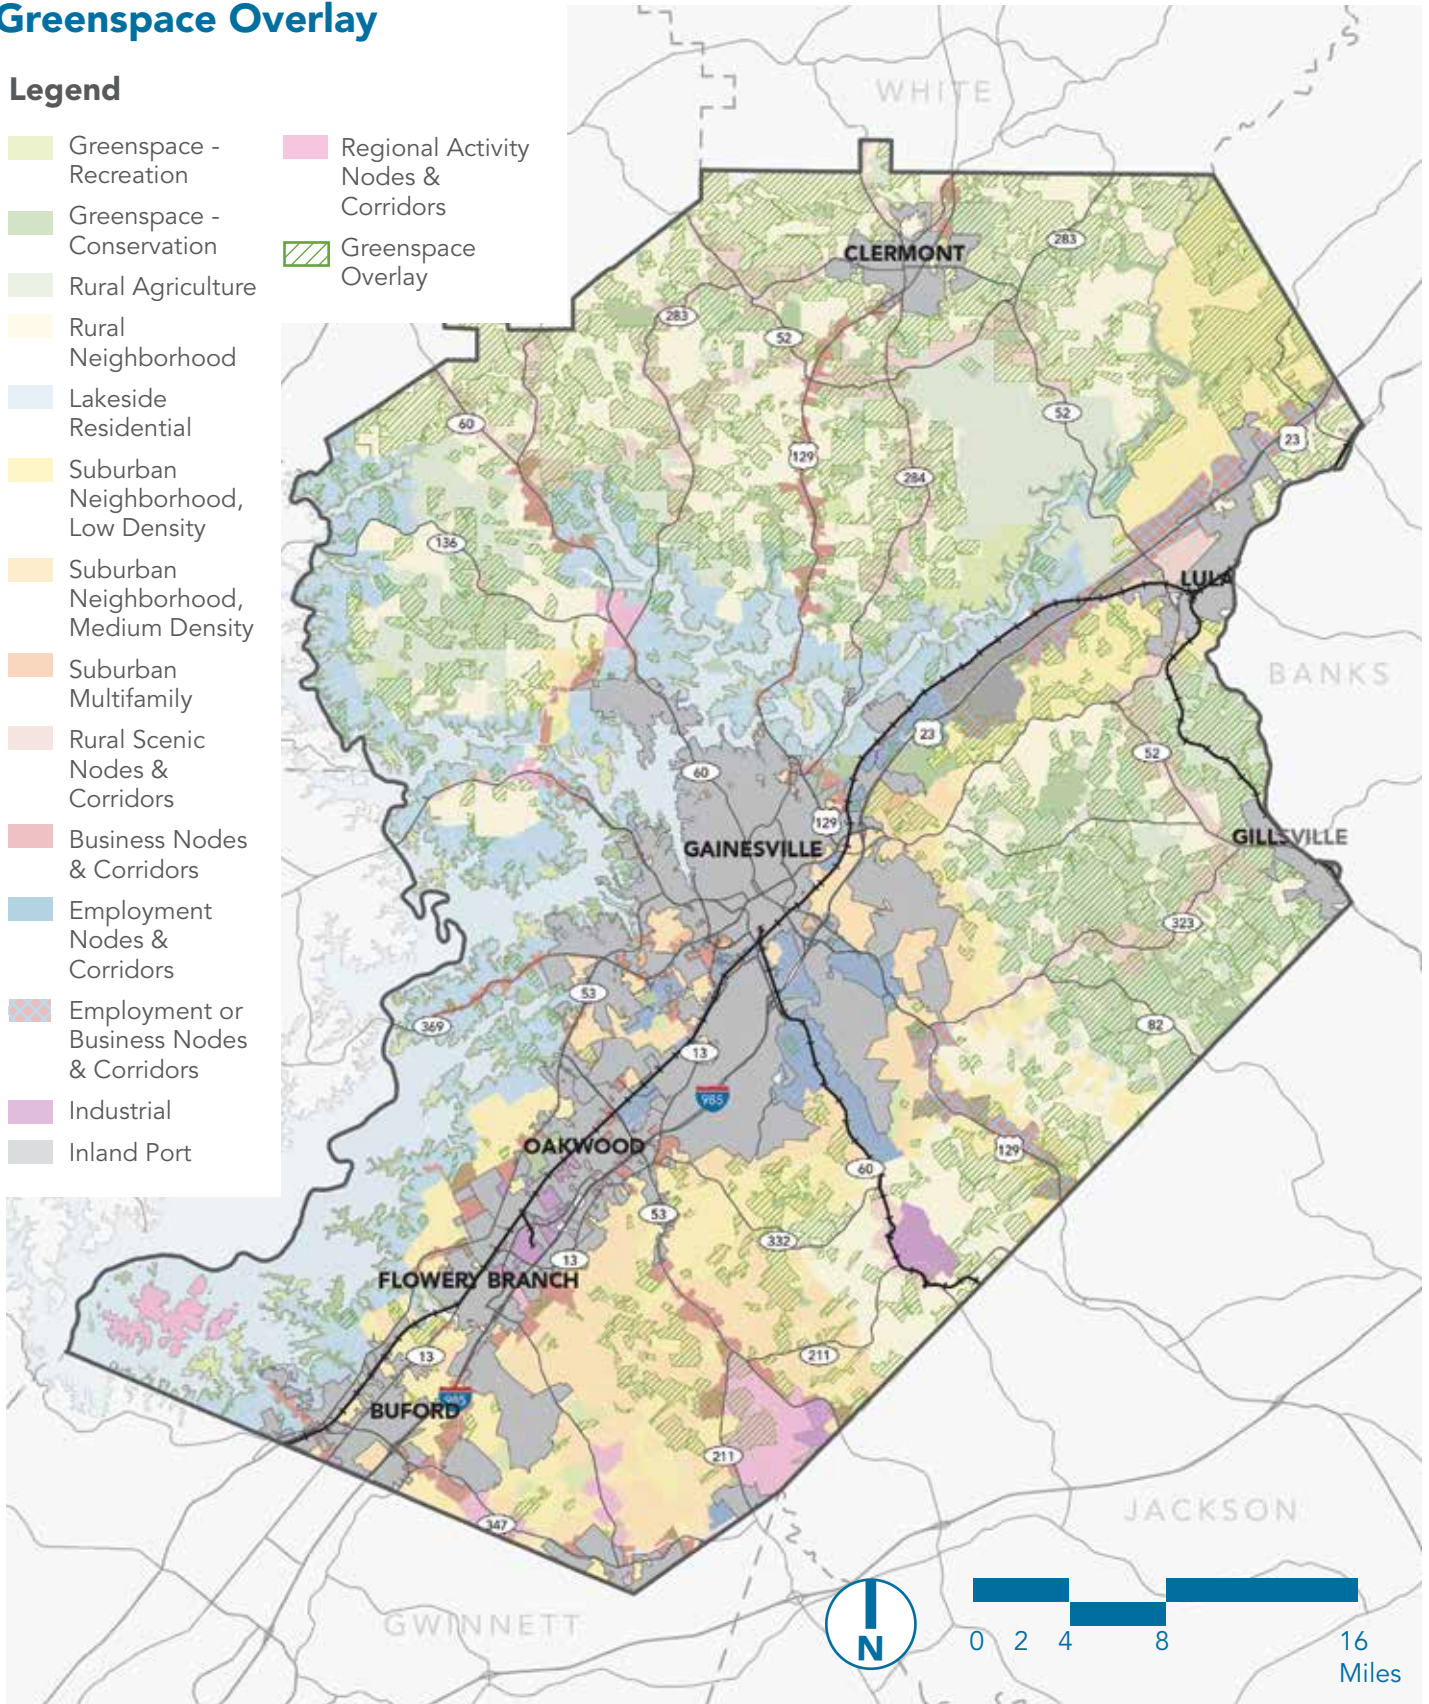 Greenspace Overlay
Legend
Greenspace -
Recreation
Greenspace -
Conservation
Rural Agriculture
Rural
Neighborhood
Lakeside
Residential
Suburban
Neighborhood,
Low Density
Suburban
Neighborhood,
Medium Density
Suburban
Multifamily
Rural Scenic
Nodes &
Corridors
Business Nodes
& Corridors
Employment
Nodes &
Corridors
Employment or
Business Nodes
& Corridors
Industrial
Inland Port
Regional Activity
Nodes &
Corridors
Greenspace
Overlay
WHITE
283
CLERMONT
283
52
60
52
23
129
284
136
LULA
BANKS
23
52
60
129
GAINESVILLE
GILLSVILLE
323
53
369
82
13
985
OAKWOOD
129
60
53
332
13
FLOWERY BRANCH
13
211
985
BUFORD
211
347
JACKSON
GWINNETT
N
0 2 4 8 16
Miles